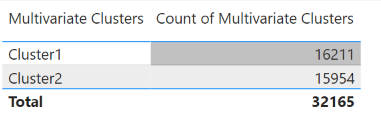 Multivariate Clusters Count of Multivariate Clusters
Cluster1 16211
Cluster2 15954
Total 32165